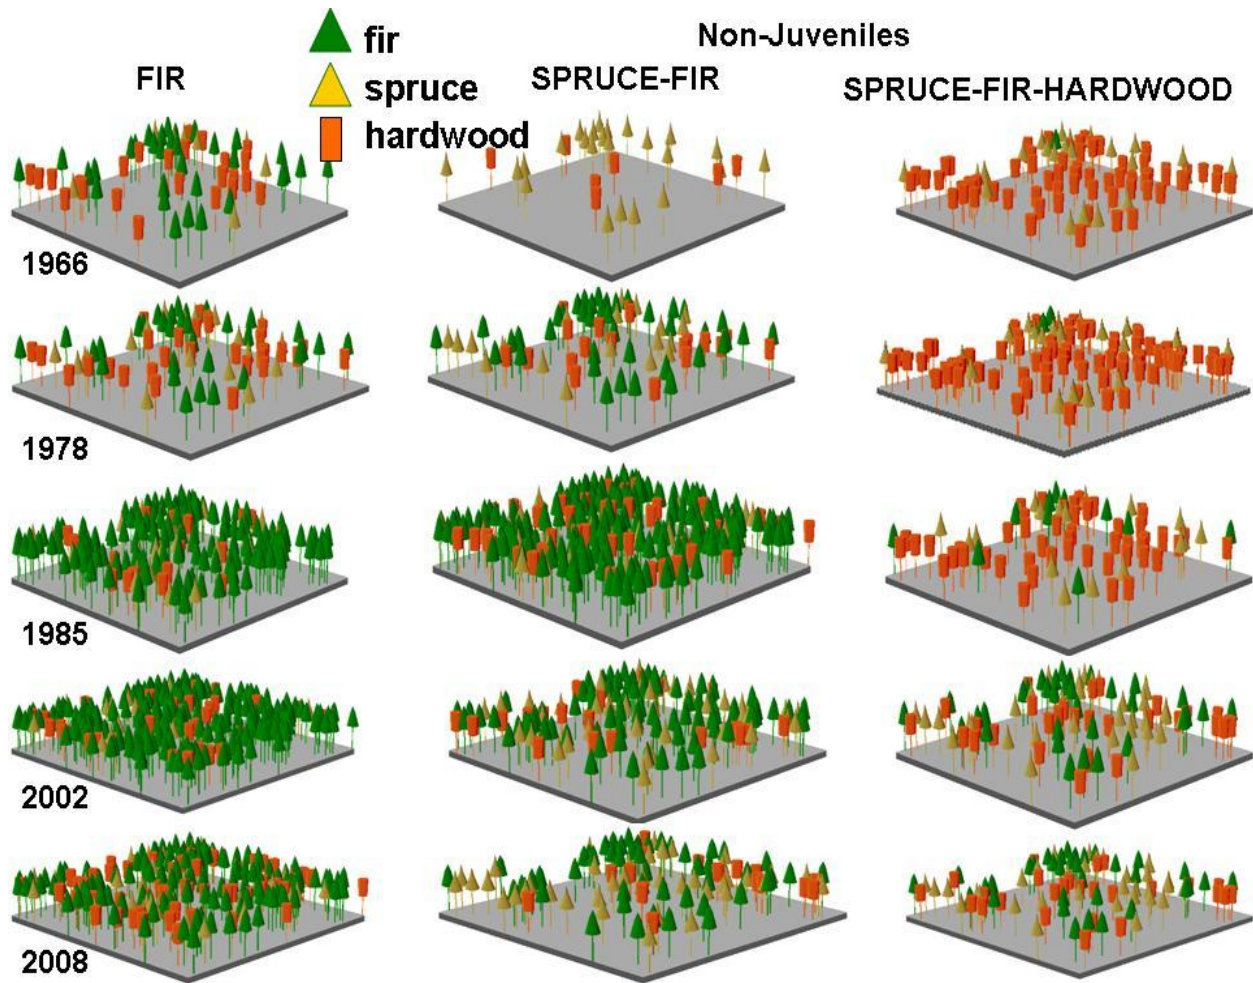 fir
Non-Juveniles
FIR
spruce
SPRUCE-FIR
SPRUCE-FIR-HARDWOOD
hardwood
1966
1978
1985
2002
2008